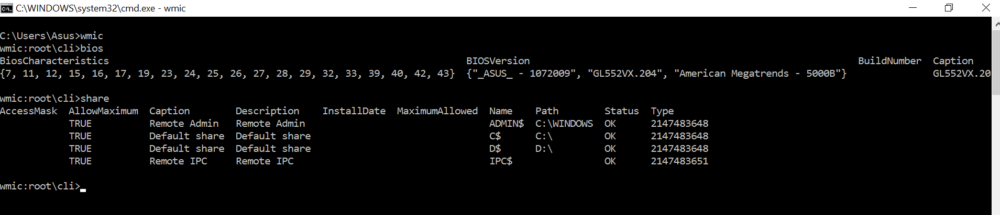 C:\WINDOWS\system32\cmd.exe - wmic
C:\Users\Asus>wmic
wmic:root\cli>bios
BiosCharacteristics BIOSVersion BuildNumber Caption
{7, 11, 12, 15, 16, 17, 19, 23, 24, 25, 26, 27, 28, 29, 32, 33, 39, 40, 42, 43} {"_ASUS_ - 1072009", "GL552VX.204", "American Megatrends - 5000B"} GL552VX.20
wmic:root\cli>share
AccessMask AllowMaximum Caption Description InstallDate MaximumAllowed Name Path Status Type
TRUE Remote Admin Remote Admin ADMIN$ C:\WINDOWS OK 2147483648
TRUE Default share Default share C$ C:\ OK 2147483648
TRUE Default share Default share D$ D:\ OK 2147483648
TRUE Remote IPC Remote IPC IPC$ OK 2147483651
wmic:root\cli>